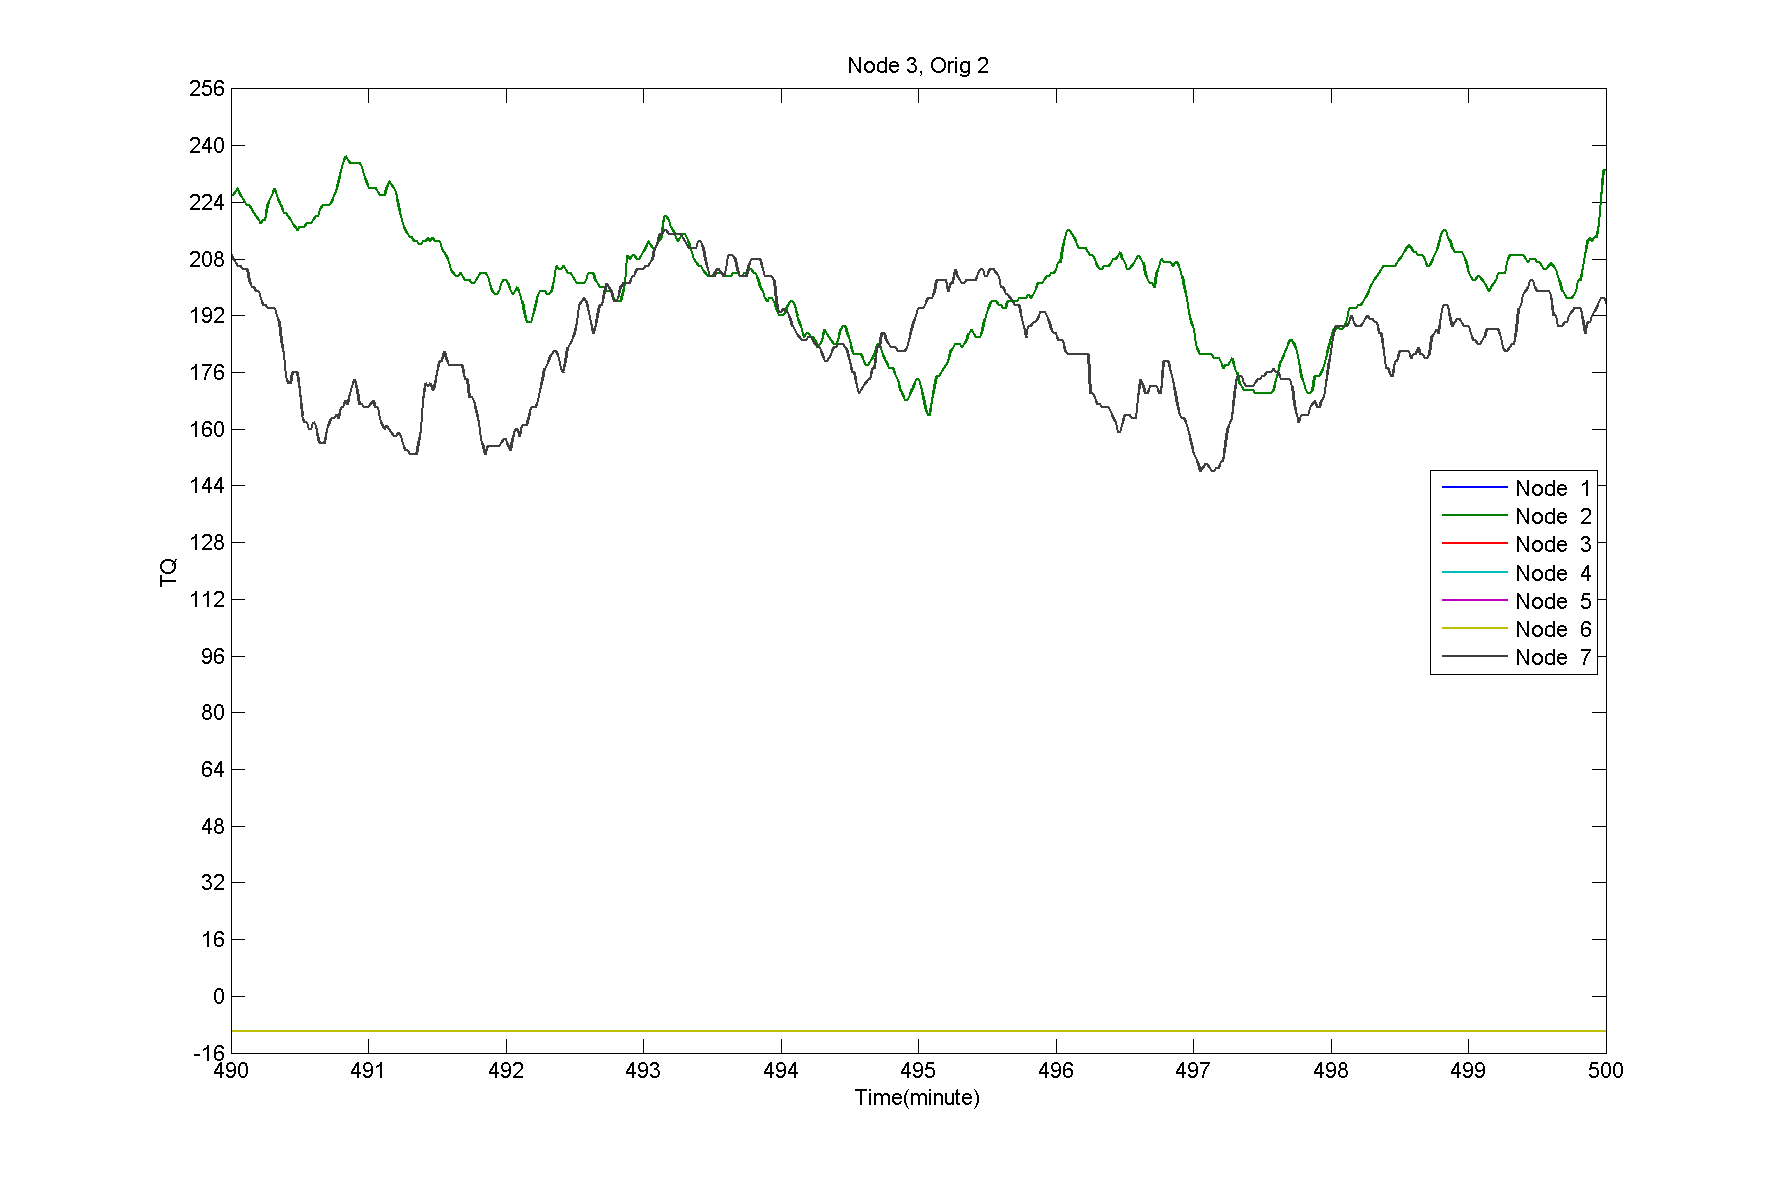 Node 3, Orig 2
256
240
224
208
192
176
160
144
128
112
96
80
64
48
32
16
0
-16
TQ
490 491 492 493 494 495 496 497 498 499 500
Time(minute)
Node 1
Node 2
Node 3
Node 4
Node 5
Node 6
Node 7